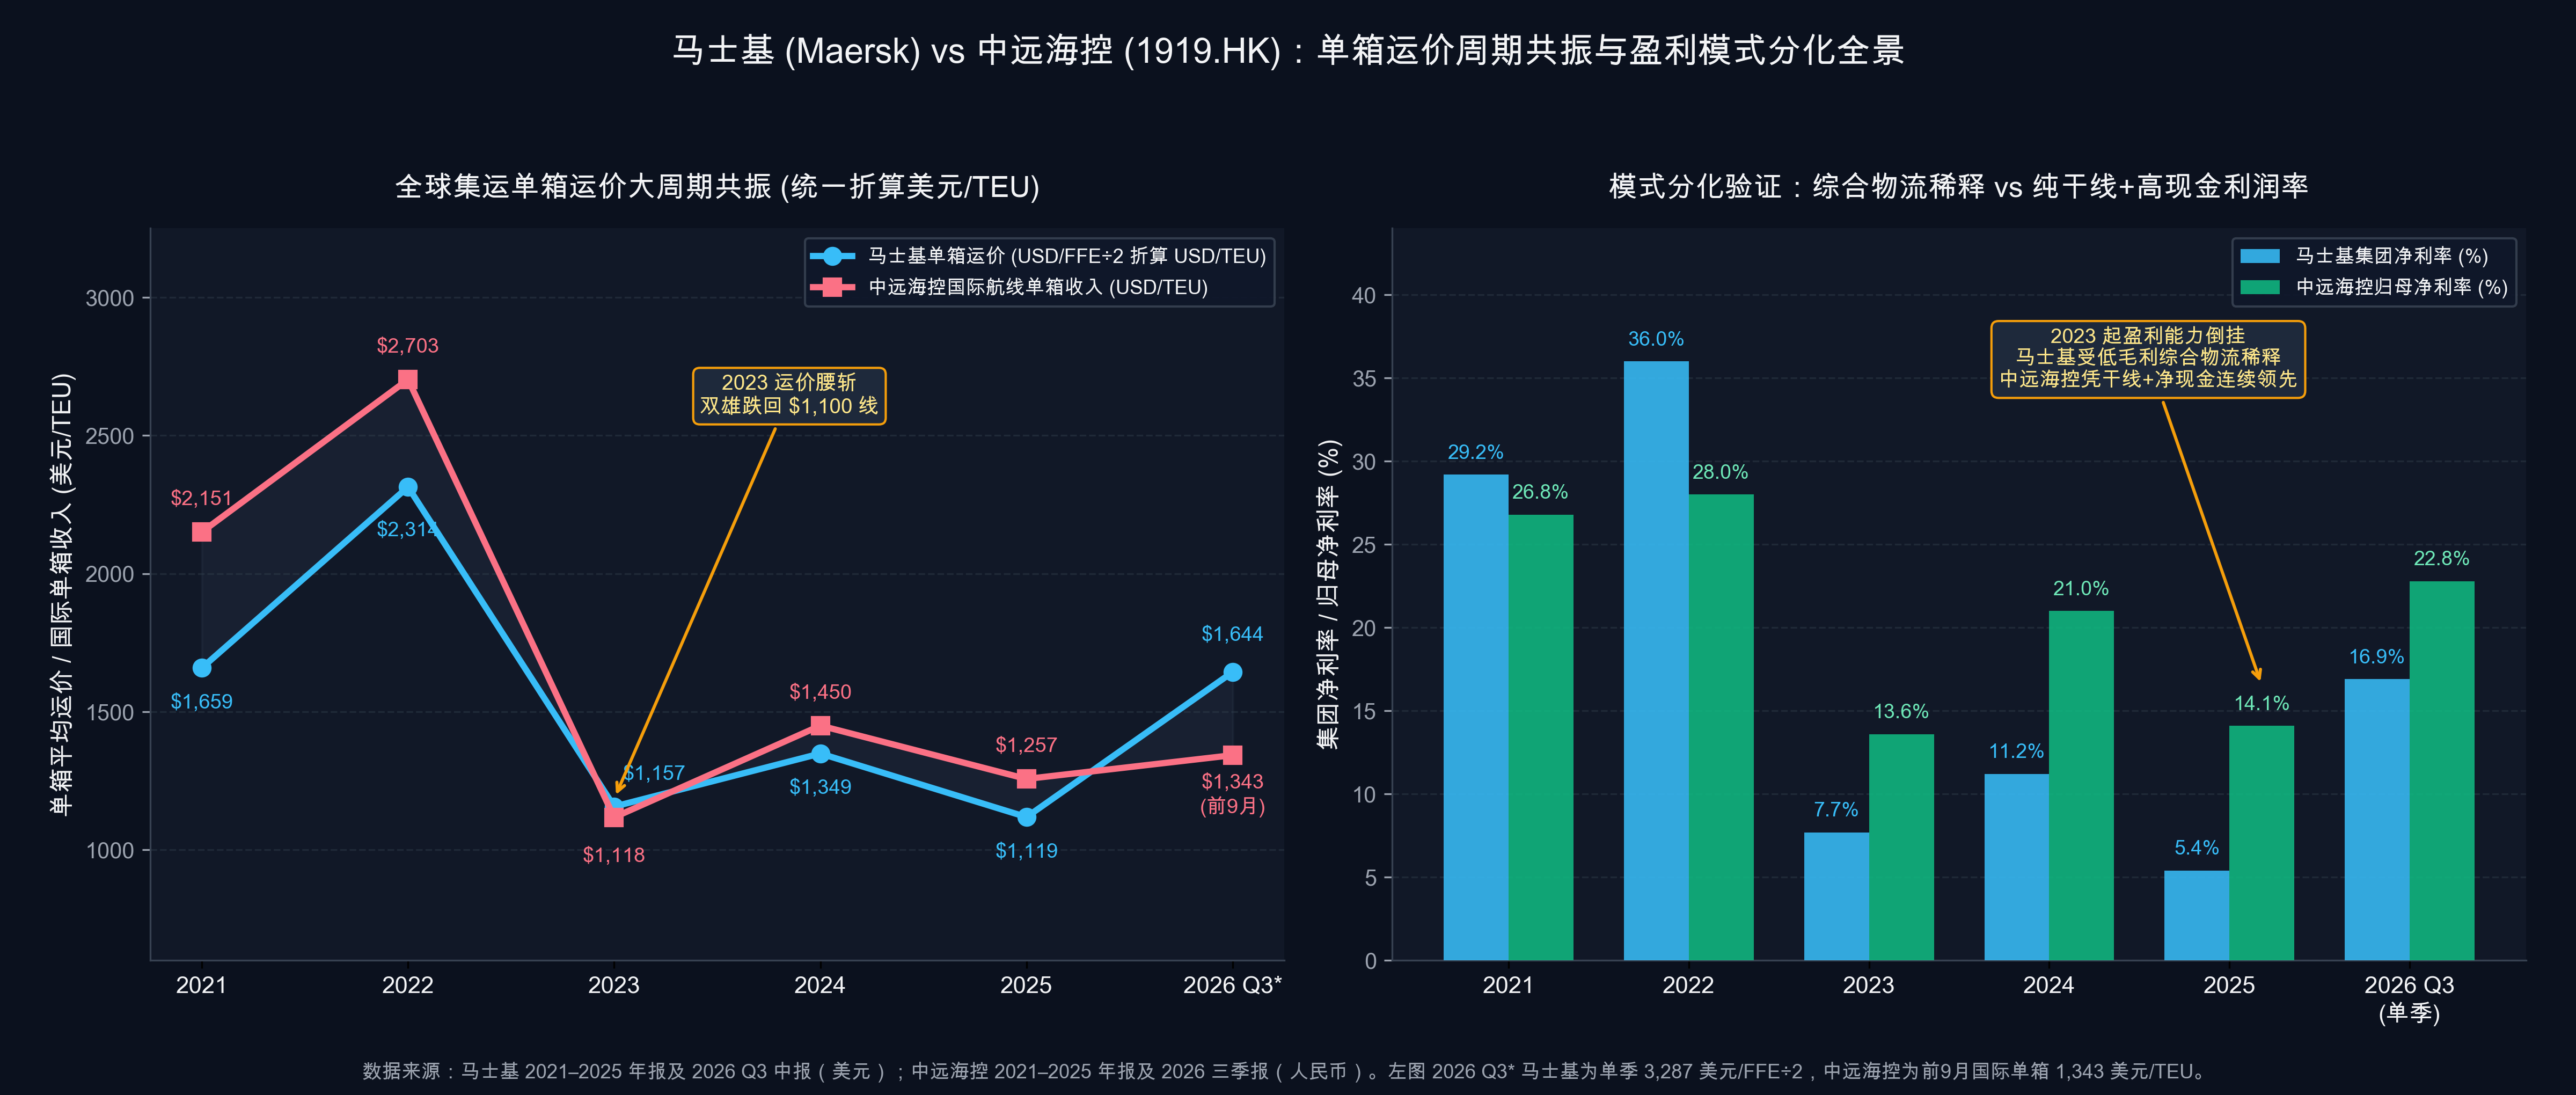 马士基 (Maersk) vs 中远海控 (1919.HK)：单箱运价周期共振与盈利模式分化全景
全球集运单箱运价大周期共振 (统一折算美元/TEU)
单箱平均运价 / 国际单箱收入 (美元/TEU)
3000
2500
2000
1500
1000
马士基单箱运价 (USD/FFE÷2 折算 USD/TEU)
中远海控国际航线单箱收入 (USD/TEU)
2023 运价腰斩
双雄跌回 $1,100 线
$2,151
$2,703
$1,659
$2,314
$1,157
$1,118
$1,450
$1,349
$1,257
$1,119
$1,644
$1,343
(前9月)
2021
2022
2023
2024
2025
2026 Q3*
模式分化验证：综合物流稀释 vs 纯干线+高现金利润率
集团净利率 / 归母净利率 (%)
40
35
30
25
20
15
10
5
0
马士基集团净利率 (%)
中远海控归母净利率 (%)
2023 起盈利能力倒挂
马士基受低毛利综合物流稀释
中远海控凭干线+净现金连续领先
29.2%
26.8%
36.0%
28.0%
7.7%
13.6%
11.2%
21.0%
5.4%
14.1%
16.9%
22.8%
2021
2022
2023
2024
2025
2026 Q3
(单季)
数据来源：马士基 2021–2025 年报及 2026 Q3 中报（美元）；中远海控 2021–2025 年报及 2026 三季报（人民币）。左图 2026 Q3* 马士基为单季 3,287 美元/FFE÷2，中远海控为前9月国际单箱 1,343 美元/TEU。